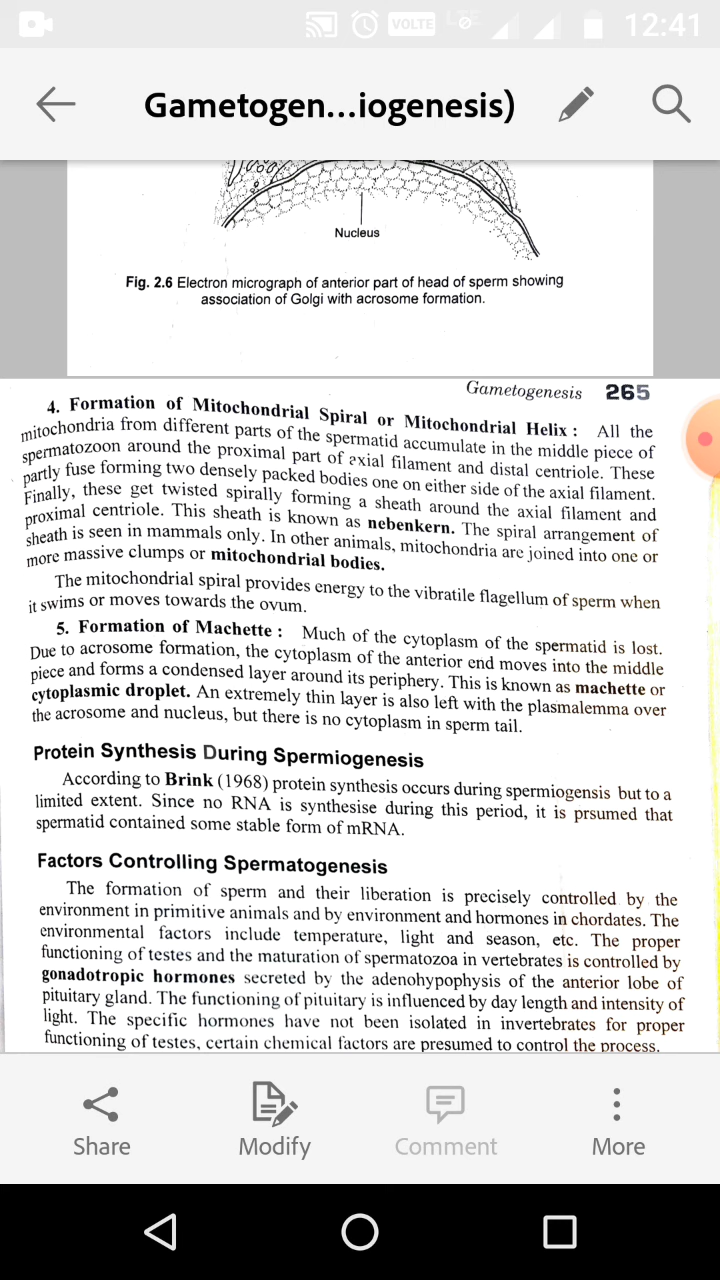 VOLTE LTE 12:41
Gametogen...iogenesis)
Nucleus
Fig. 2.6 Electron micrograph of anterior part of head of sperm showing
association of Golgi with acrosome formation.
Gametogenesis 265
4. Formation of Mitochondrial Spiral or Mitochondrial Helix : All the
mitochondria from different parts of the spermatid accumulate in the middle piece of
spermatozoon around the proximal part of axial filament and distal centriole. These
partly fuse forming two densely packed bodies one on either side of the axial filament.
Finally, these get twisted spirally forming a sheath around the axial filament and
proximal centriole. This sheath is known as nebenkern. The spiral arrangement of
sheath is seen in mammals only. In other animals, mitochondria are joined into one or
more massive clumps or mitochondrial bodies.
The mitochondrial spiral provides energy to the vibratile flagellum of sperm when
it swims or moves towards the ovum.
5. Formation of Machette : Much of the cytoplasm of the spermatid is lost.
Due to acrosome formation, the cytoplasm of the anterior end moves into the middle
piece and forms a condensed layer around its periphery. This is known as machette or
cytoplasmic droplet. An extremely thin layer is also left with the plasmalemma over
the acrosome and nucleus, but there is no cytoplasm in sperm tail.
Protein Synthesis During Spermiogenesis
According to Brink (1968) protein synthesis occurs during spermiogensis but to a
limited extent. Since no RNA is synthesise during this period, it is prsumed that
spermatid contained some stable form of mRNA.
Factors Controlling Spermatogenesis
The formation of sperm and their liberation is precisely controlled by the
environment in primitive animals and by environment and hormones in chordates. The
environmental factors include temperature, light and season, etc. The proper
functioning of testes and the maturation of spermatozoa in vertebrates is controlled by
gonadotropic hormones secreted by the adenohypophysis of the anterior lobe of
pituitary gland. The functioning of pituitary is influenced by day length and intensity of
light. The specific hormones have not been isolated in invertebrates for proper
functioning of testes, certain chemical factors are presumed to control the process.
Share Modify Comment More